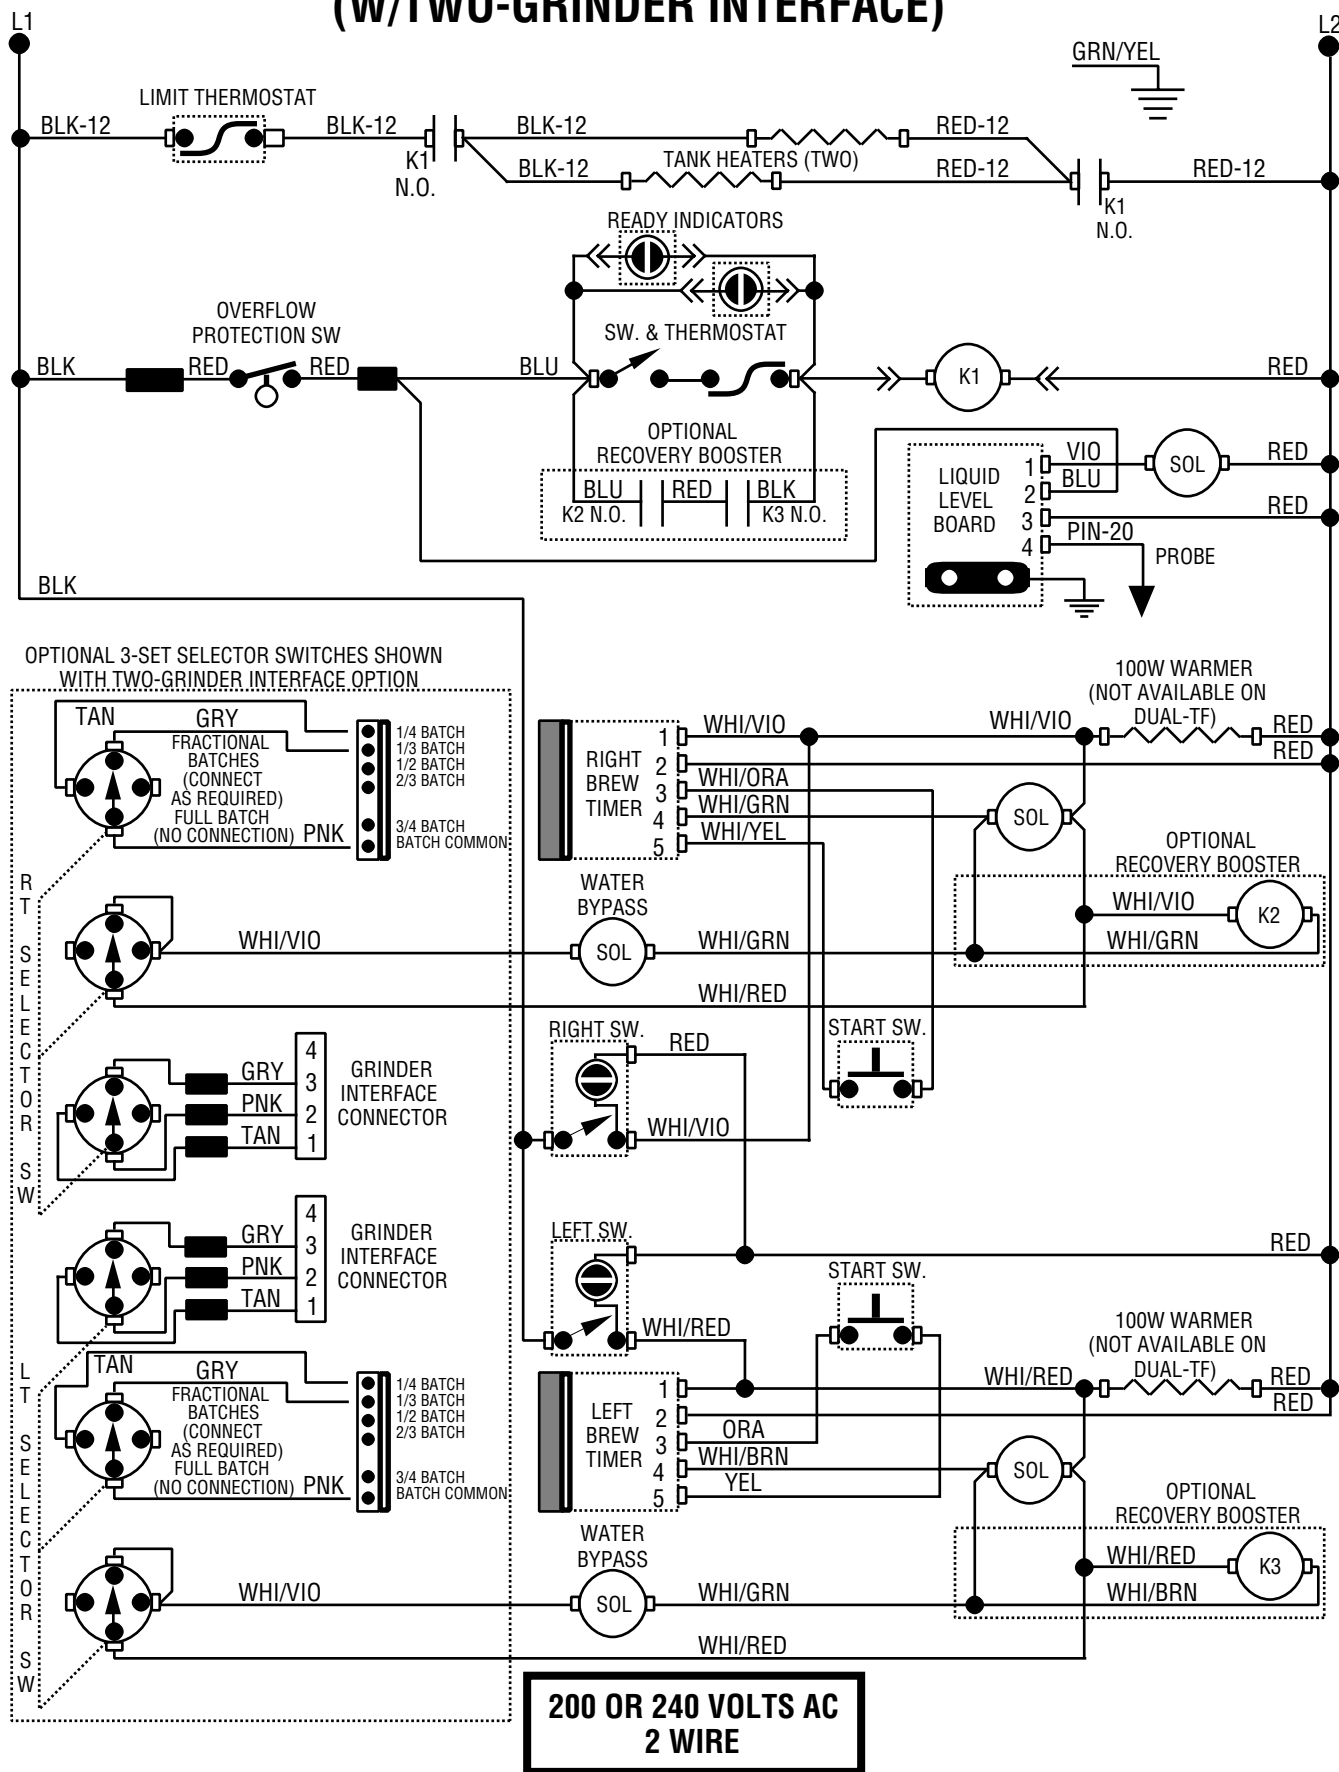 (W/TWO-GRINDER INTERFACE)
L1
L2
GRN/YEL
LIMIT THERMOSTAT
BLK-12
BLK-12
BLK-12
RED-12
K1
N.O.
TANK HEATERS (TWO)
BLK-12
RED-12
RED-12
K1
N.O.
READY INDICATORS
OVERFLOW
PROTECTION SW
SW. & THERMOSTAT
BLK
RED
RED
BLU
K1
RED
OPTIONAL
RECOVERY BOOSTER
BLU
RED
BLK
K2 N.O.
K3 N.O.
LIQUID
LEVEL
BOARD
1
2
3
4
VIO
BLU
SOL
RED
RED
PIN-20
PROBE
BLK
OPTIONAL 3-SET SELECTOR SWITCHES SHOWN
WITH TWO-GRINDER INTERFACE OPTION
TAN
GRY
FRACTIONAL
BATCHES
(CONNECT
AS REQUIRED)
FULL BATCH
(NO CONNECTION)
PNK
1/4 BATCH
1/3 BATCH
1/2 BATCH
2/3 BATCH
3/4 BATCH
BATCH COMMON
RIGHT
BREW
TIMER
1
2
3
4
5
WHI/VIO
WHI/ORA
WHI/GRN
WHI/YEL
WHI/VIO
100W WARMER
(NOT AVAILABLE ON
DUAL-TF)
RED
RED
SOL
OPTIONAL
RECOVERY BOOSTER
WHI/VIO
K2
WHI/GRN
RT SELECTOR SW
WHI/VIO
WATER
BYPASS
SOL
WHI/GRN
WHI/RED
GRY
PNK
TAN
4
3
2
1
GRINDER
INTERFACE
CONNECTOR
RIGHT SW.
RED
WHI/VIO
START SW.
GRY
PNK
TAN
4
3
2
1
GRINDER
INTERFACE
CONNECTOR
LEFT SW.
RED
WHI/RED
START SW.
LT SELECTOR SW
TAN
GRY
FRACTIONAL
BATCHES
(CONNECT
AS REQUIRED)
FULL BATCH
(NO CONNECTION)
PNK
1/4 BATCH
1/3 BATCH
1/2 BATCH
2/3 BATCH
3/4 BATCH
BATCH COMMON
LEFT
BREW
TIMER
1
2
3
4
5
ORA
WHI/BRN
YEL
WHI/RED
100W WARMER
(NOT AVAILABLE ON
DUAL-TF)
RED
RED
SOL
OPTIONAL
RECOVERY BOOSTER
WHI/RED
K3
WHI/BRN
WHI/VIO
WATER
BYPASS
SOL
WHI/GRN
WHI/RED
200 OR 240 VOLTS AC
2 WIRE